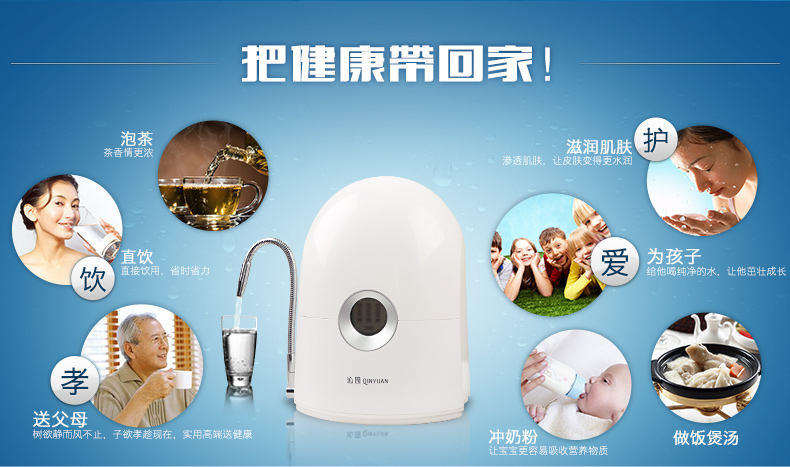 把健康帶回家!
泡茶
茶香情更浓
直饮
直接饮用，省时省力
饮
孝
送父母
树欲静而风不止，子欲孝趁现在，实用高端送健康
沁园 QINYUAN
滋润肌肤
渗透肌肤，让皮肤变得更水润
护
爱
为孩子
给他喝纯净的水，让他茁壮成长
冲奶粉
让宝宝更容易吸收营养物质
做饭煲汤